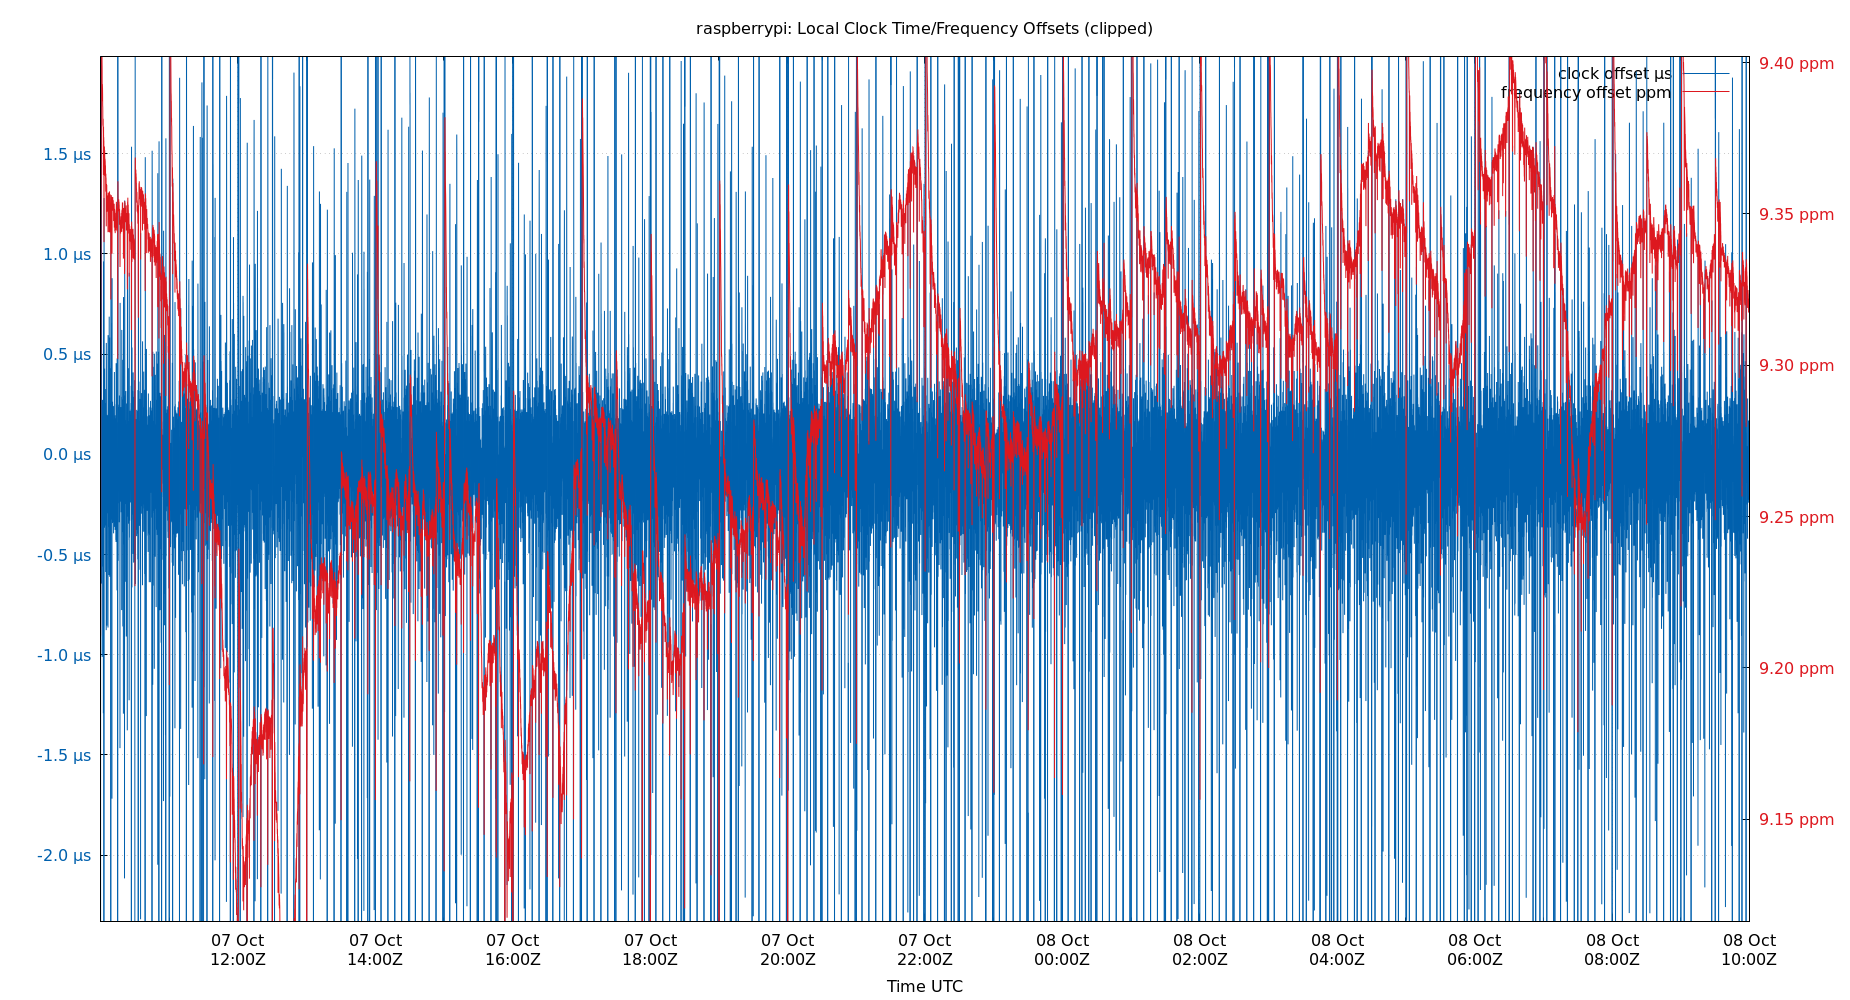 raspberrypi: Local Clock Time/Frequency Offsets (clipped)
clock offset µs
frequency offset ppm
1.5 µs
1.0 µs
0.5 µs
0.0 µs
-0.5 µs
-1.0 µs
-1.5 µs
-2.0 µs
9.40 ppm
9.35 ppm
9.30 ppm
9.25 ppm
9.20 ppm
9.15 ppm
07 Oct 07 Oct 07 Oct 07 Oct 07 Oct 07 Oct 08 Oct 08 Oct 08 Oct 08 Oct 08 Oct 08 Oct
12:00Z 14:00Z 16:00Z 18:00Z 20:00Z 22:00Z 00:00Z 02:00Z 04:00Z 06:00Z 08:00Z 10:00Z
Time UTC